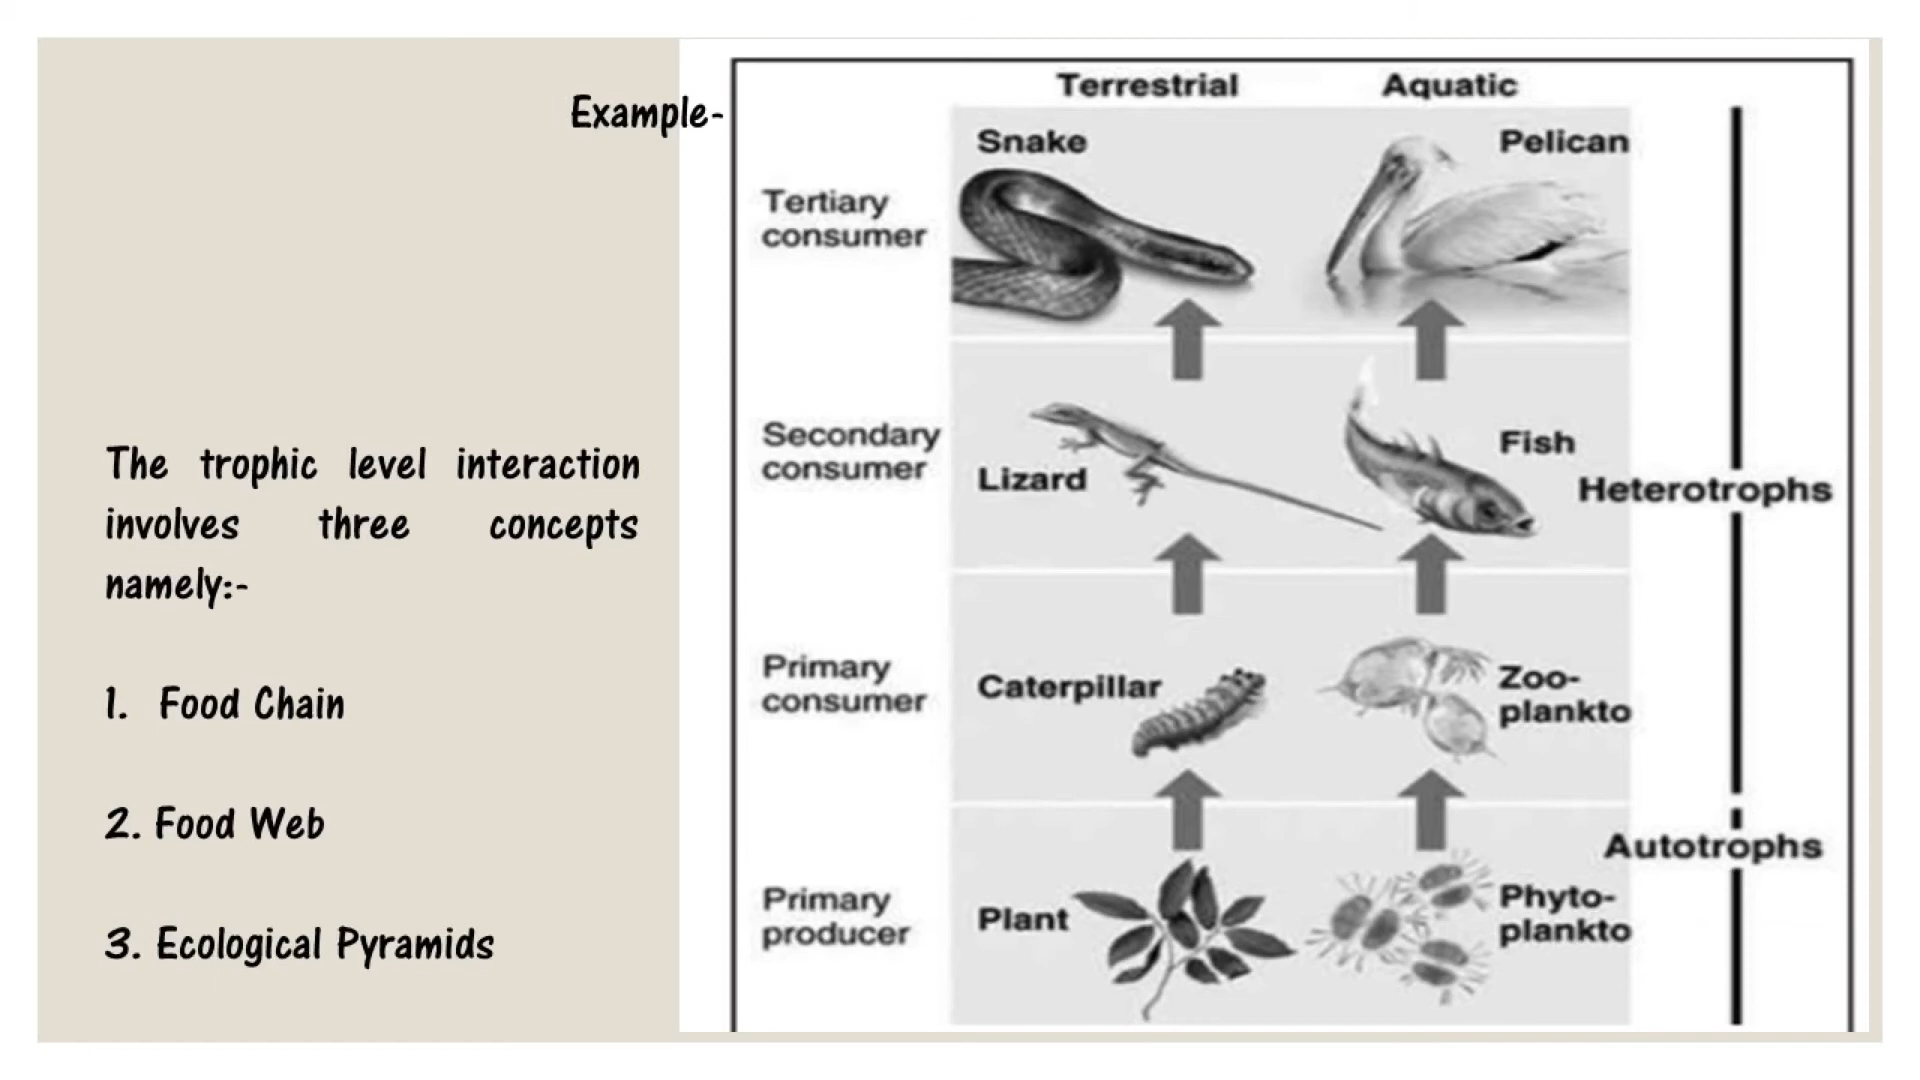 Example-
The trophic level interaction
involves three concepts
namely:-
1. Food Chain
2. Food Web
3. Ecological Pyramids
Terrestrial Aquatic
Snake Pelican
Tertiary
consumer
Secondary
consumer
Lizard
Fish
Heterotrophs
Primary
consumer
Caterpillar
Zoo-
plankto
Autotrophs
Primary
producer
Plant
Phyto-
plankto